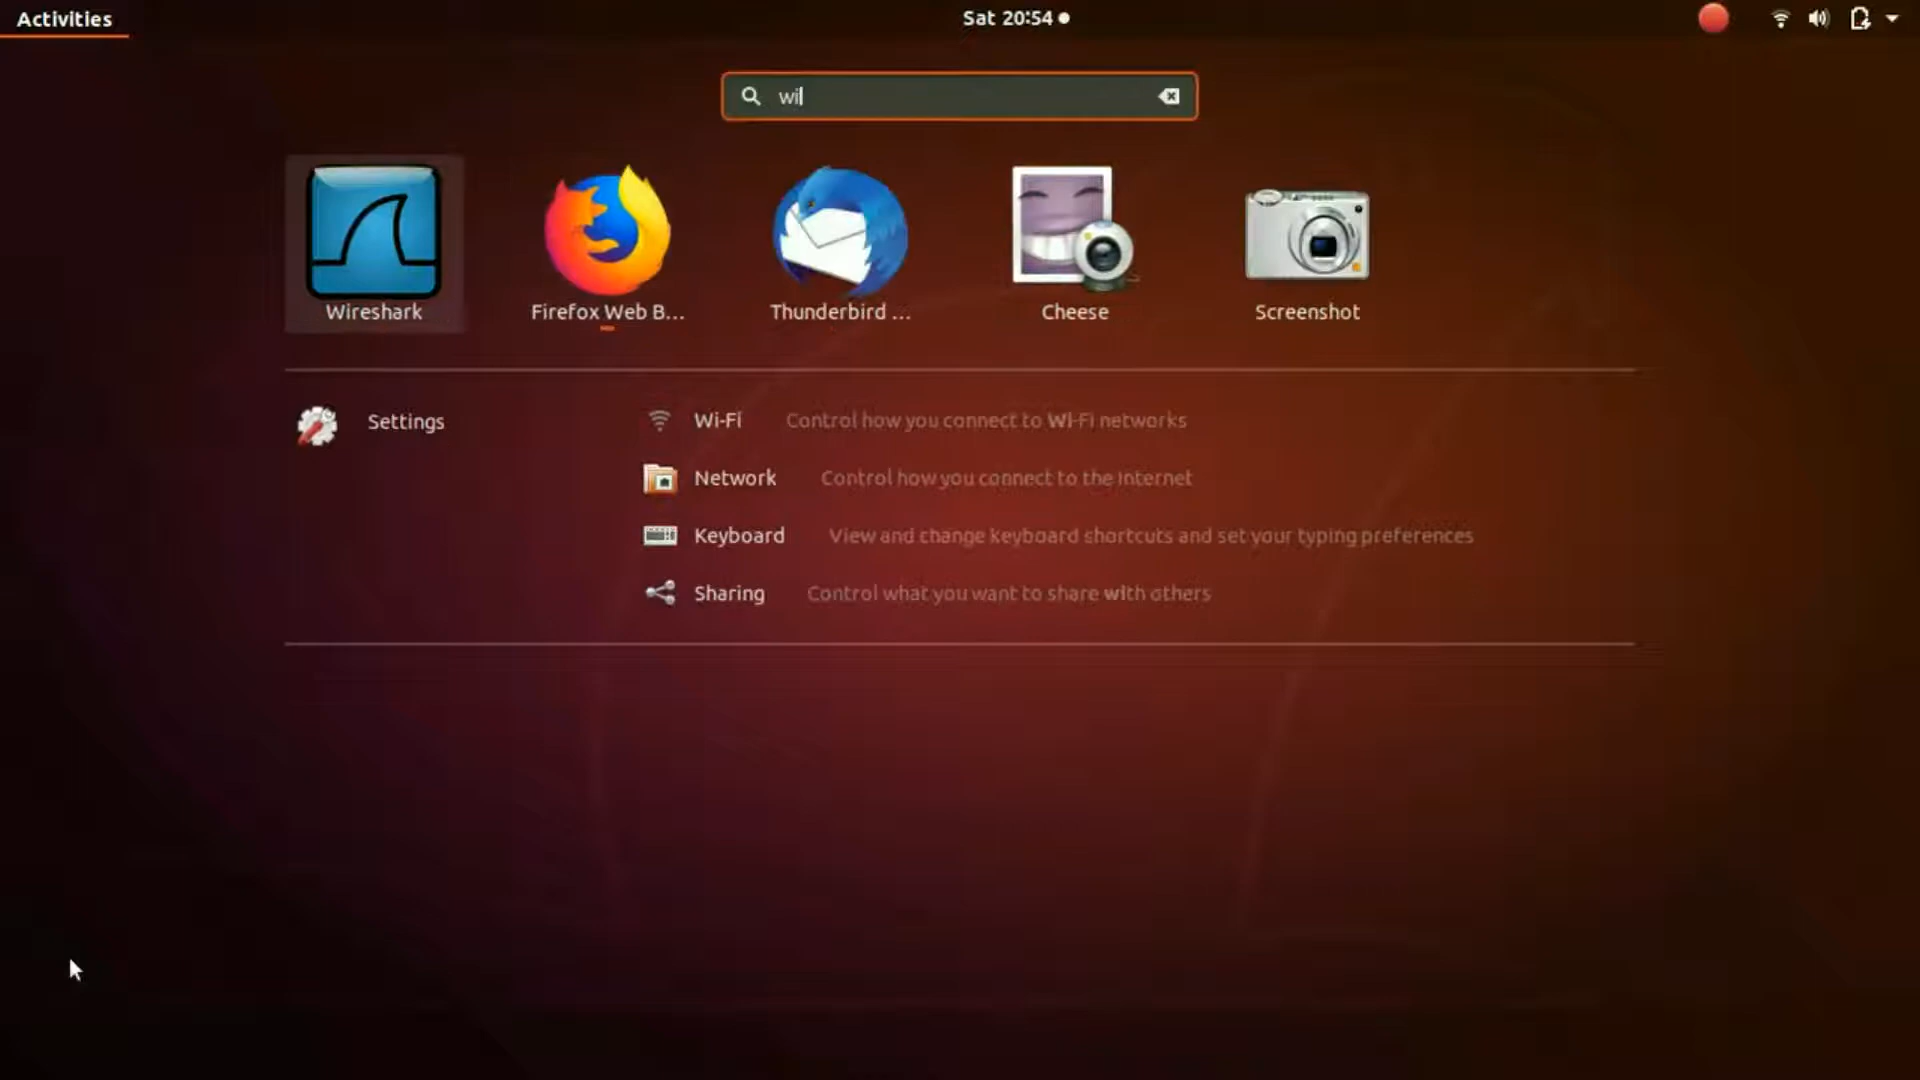 Activities
Sat 20:54
wi
Wireshark
Firefox Web B...
Thunderbird ...
Cheese
Screenshot
Settings
Wi-Fi Control how you connect to Wi-Fi networks
Network Control how you connect to the Internet
Keyboard View and change keyboard shortcuts and set your typing preferences
Sharing Control what you want to share with others